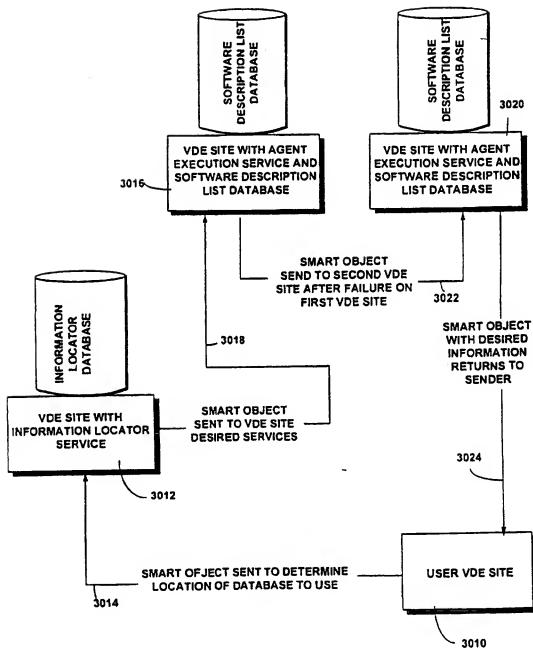 SOFTWARE
DESCRIPTION LIST
DATABASE
SOFTWARE
DESCRIPTION LIST
DATABASE
3020
VDE SITE WITH AGENT
EXECUTION SERVICE AND
SOFTWARE DESCRIPTION
LIST DATABASE
3016
VDE SITE WITH AGENT
EXECUTION SERVICE AND
SOFTWARE DESCRIPTION
LIST DATABASE
SMART OBJECT
SEND TO SECOND VDE
SITE AFTER FAILURE ON
FIRST VDE SITE
3022
INFORMATION
LOCATOR
DATABASE
3018
SMART OBJECT
WITH DESIRED
INFORMATION
RETURNS TO
SENDER
VDE SITE WITH
INFORMATION LOCATOR
SERVICE
SMART OBJECT
SENT TO VDE SITE
DESIRED SERVICES
3012
3024
SMART OFJECT SENT TO DETERMINE
LOCATION OF DATABASE TO USE
3014
USER VDE SITE
3010